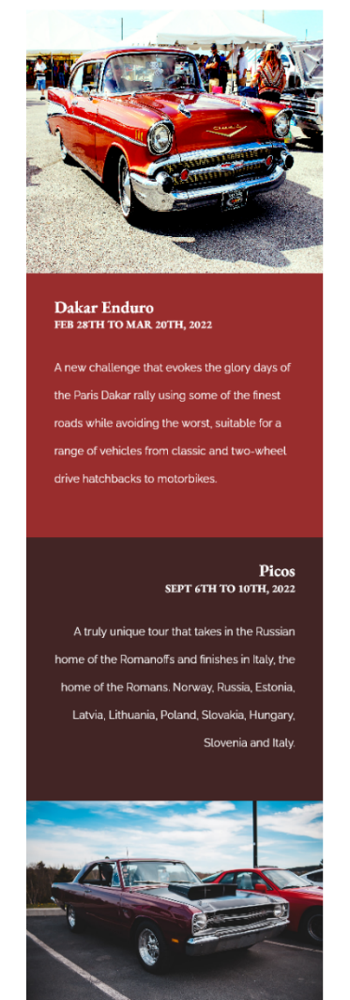 Dakar Enduro
FEB 28TH TO MAR 20TH, 2022
A new challenge that evokes the glory days of
the Paris Dakar rally using some of the finest
roads while avoiding the worst, suitable for a
range of vehicles from classic and two-wheel
drive hatchbacks to motorbikes.
Picos
SEPT 6TH TO 10TH, 2022
A truly unique tour that takes in the Russian
home of the Romanoffs and finishes in Italy, the
home of the Romans. Norway, Russia, Estonia,
Latvia, Lithuania, Poland, Slovakia, Hungary,
Slovenia and Italy.